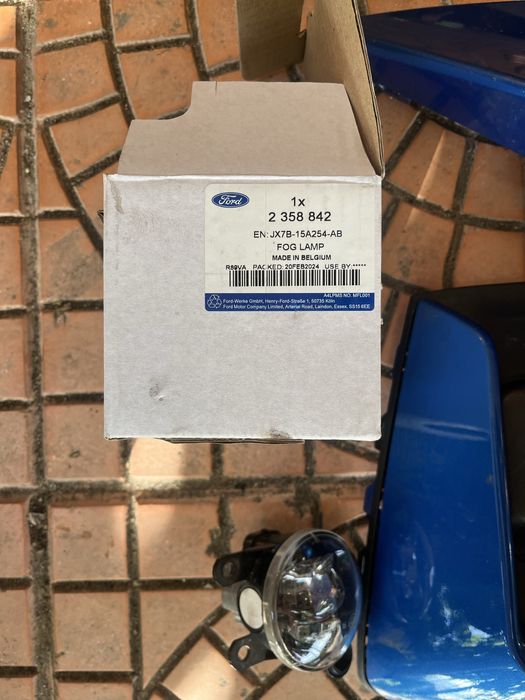 Ford
1x
2 358 842
EN: JX7B-15A254-AB
FOG LAMP
MADE IN BELGIUM
R89VA PACKED: 20FEB2024 USE BY:*****
A4LPMS NO. MFL001
Ford-Werke GmbH, Henry-Ford-Straße 1, 50735 Köln
Ford Motor Company Limited, Arterial Road, Laindon, Essex, SS15 6EE